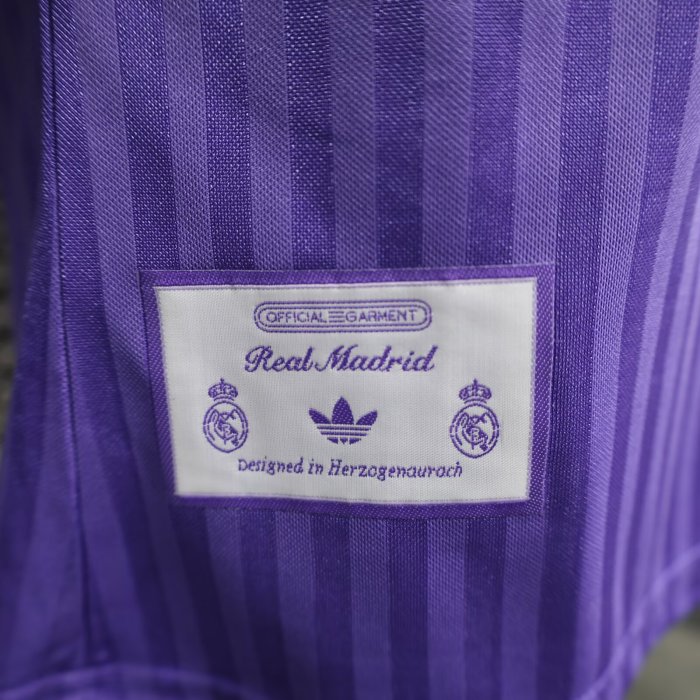 OFFICIAL GARMENT
Real Madrid
Designed in Herzogenaurach